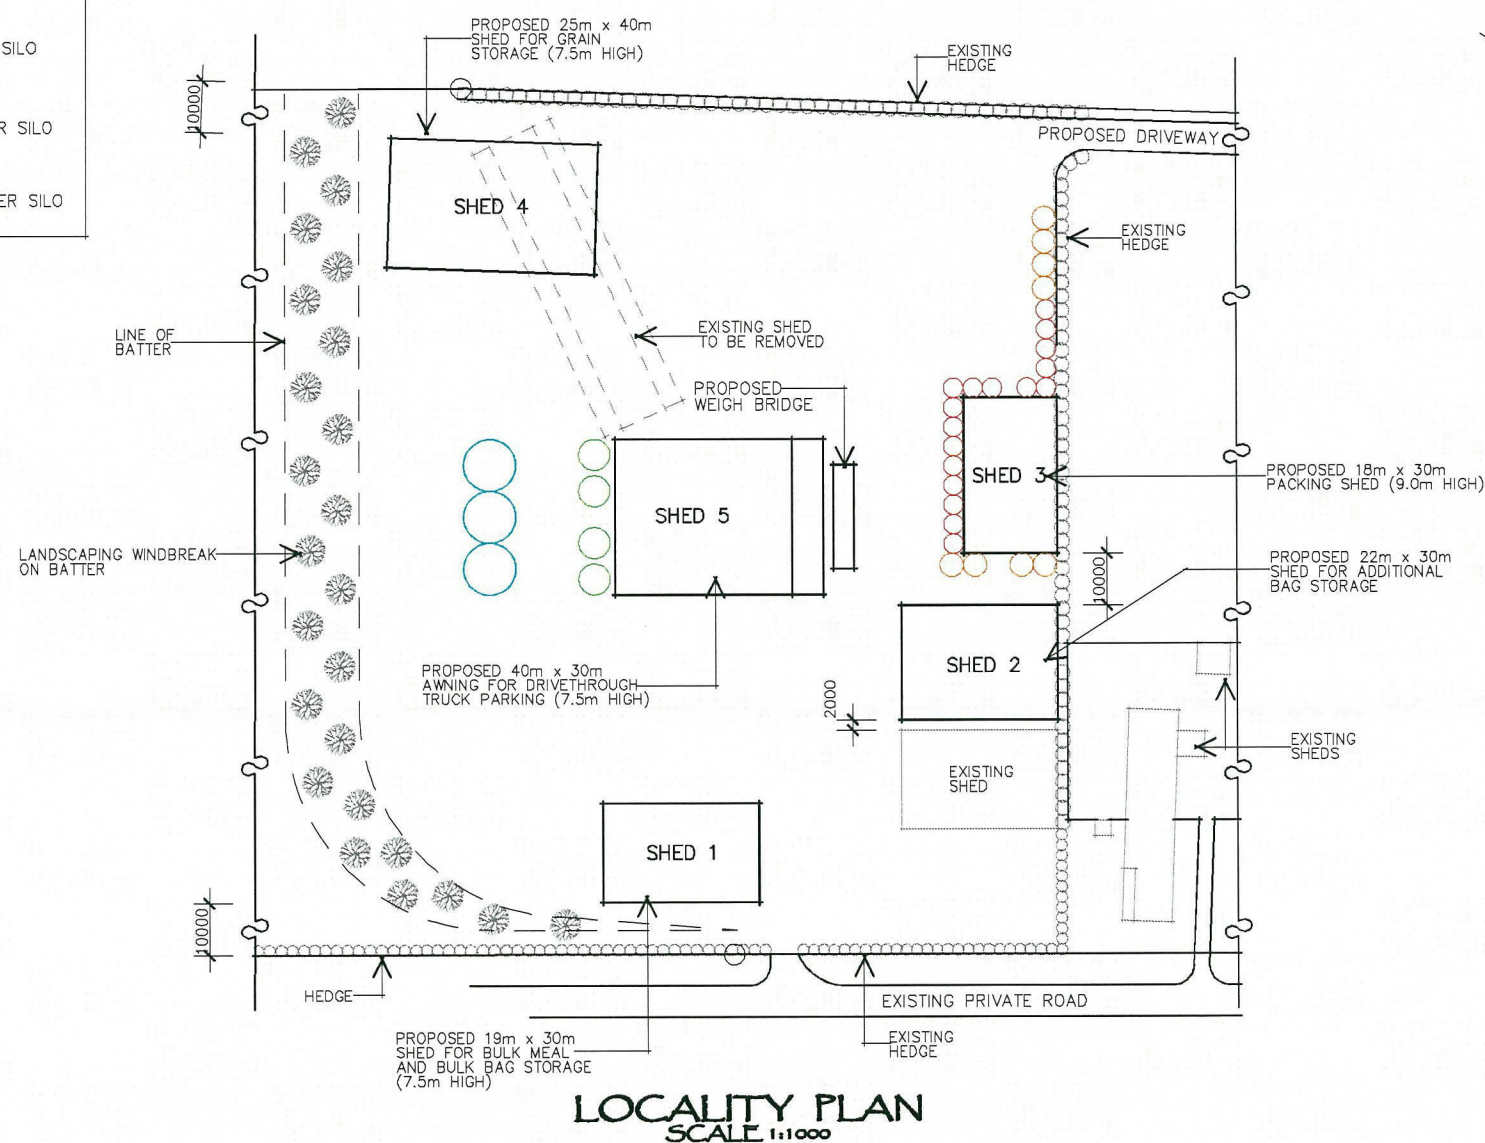 SILO
R SILO
ER SILO
PROPOSED 25m x 40m
SHED FOR GRAIN
STORAGE (7.5m HIGH)
EXISTING
HEDGE
10000
PROPOSED DRIVEWAY
SHED 4
EXISTING
HEDGE
LINE OF
BATTER
EXISTING SHED
TO BE REMOVED
PROPOSED
WEIGH BRIDGE
SHED 3
PROPOSED 18m x 30m
PACKING SHED (9.0m HIGH)
SHED 5
LANDSCAPING WINDBREAK
ON BATTER
10000
PROPOSED 22m x 30m
SHED FOR ADDITIONAL
BAG STORAGE
PROPOSED 40m x 30m
AWNING FOR DRIVETHROUGH
TRUCK PARKING (7.5m HIGH)
SHED 2
2000
EXISTING
SHED
EXISTING
SHEDS
SHED 1
10000
HEDGE
EXISTING PRIVATE ROAD
PROPOSED 19m x 30m
SHED FOR BULK MEAL
AND BULK BAG STORAGE
(7.5m HIGH)
EXISTING
HEDGE
LOCALITY PLAN
SCALE 1:1000